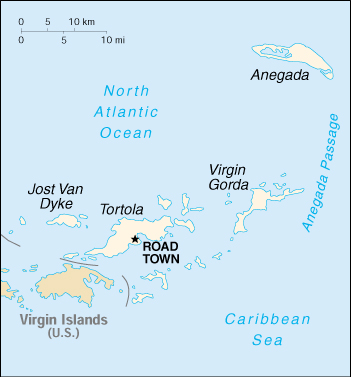 0 5 10 km
0 5 10 mi
Anegada
North
Atlantic
Ocean
Anegada Passage
Virgin
Gorda
Jost Van
Dyke
Tortola
ROAD
TOWN
Virgin Islands
(U.S.)
Caribbean
Sea